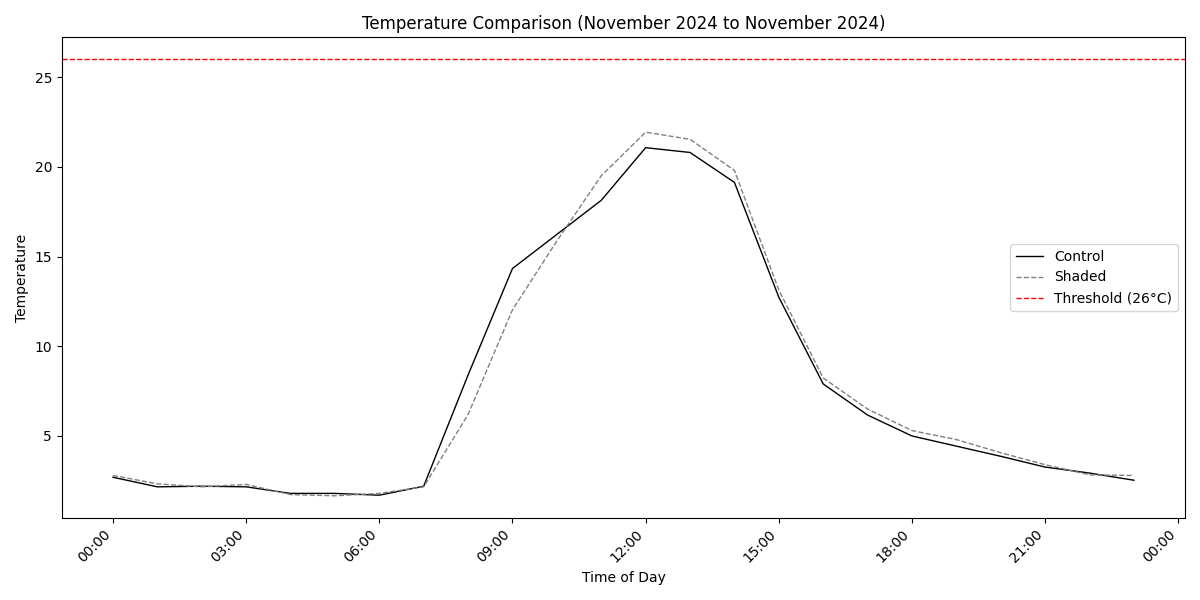 Temperature Comparison (November 2024 to November 2024)
25
20
15
10
5
Temperature
Control
Shaded
Threshold (26°C)
00:00
03:00
06:00
09:00
12:00
15:00
18:00
21:00
00:00
Time of Day